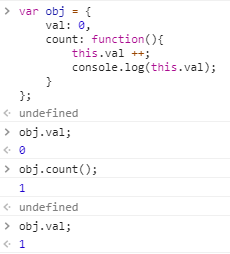 > var obj = {
      val: 0,
      count: function(){
          this.val ++;
          console.log(this.val);
      }
  };
< undefined
> obj.val;
< 0
> obj.count();
  1
< undefined
> obj.val;
< 1